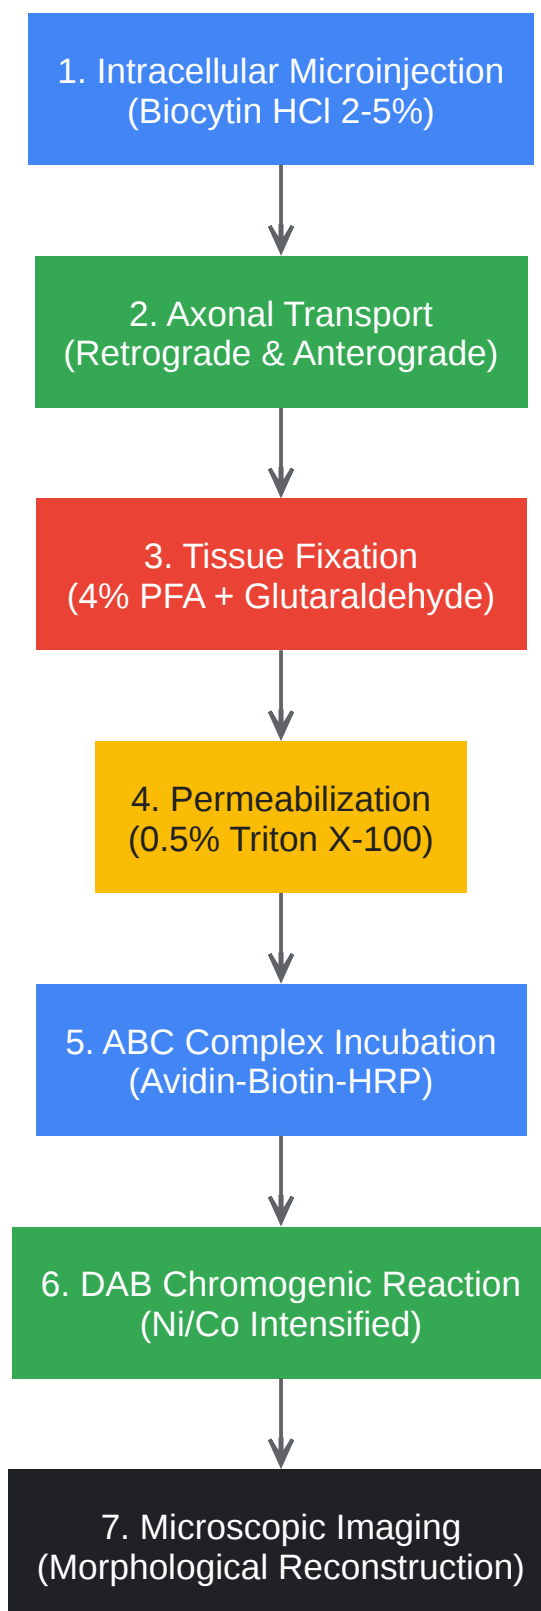 1. Intracellular Microinjection
(Biocytin HCl 2-5%)
2. Axonal Transport
(Retrograde & Anterograde)
3. Tissue Fixation
(4% PFA + Glutaraldehyde)
4. Permeabilization
(0.5% Triton X-100)
5. ABC Complex Incubation
(Avidin-Biotin-HRP)
6. DAB Chromogenic Reaction
(Ni/Co Intensified)
7. Microscopic Imaging
(Morphological Reconstruction)